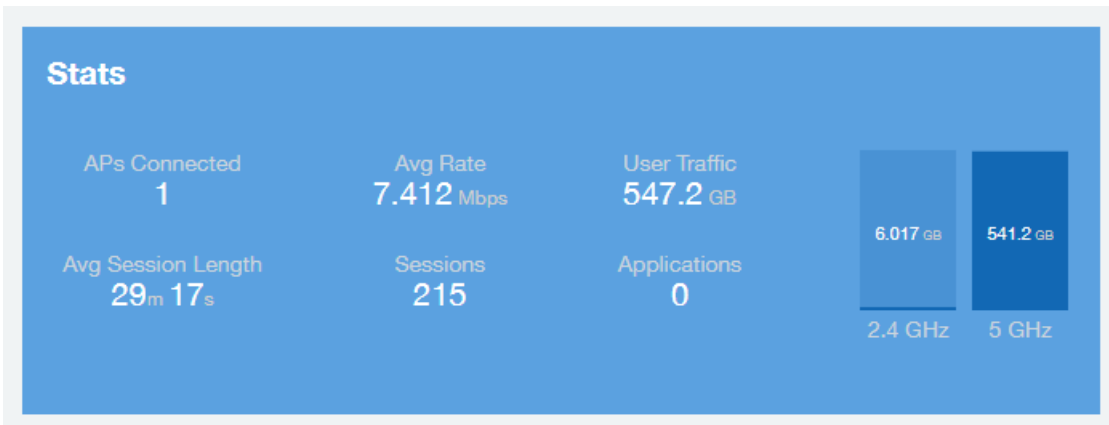 Stats
APs Connected
1
Avg Rate
7.412 Mbps
User Traffic
547.2 GB
Avg Session Length
29m 17s
Sessions
215
Applications
0
6.017 GB
2.4 GHz
541.2 GB
5 GHz